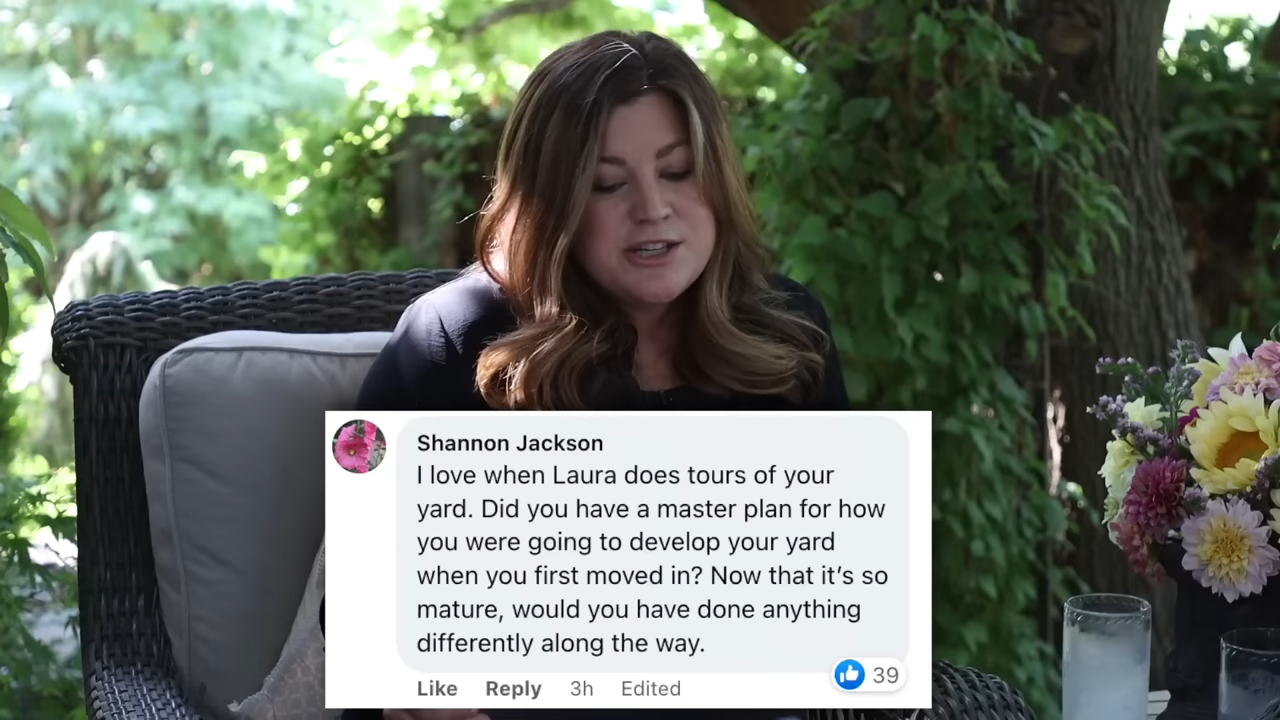 Shannon Jackson
I love when Laura does tours of your
yard. Did you have a master plan for how
you were going to develop your yard
when you first moved in? Now that it’s so
mature, would you have done anything
differently along the way.
39
Like Reply 3h Edited